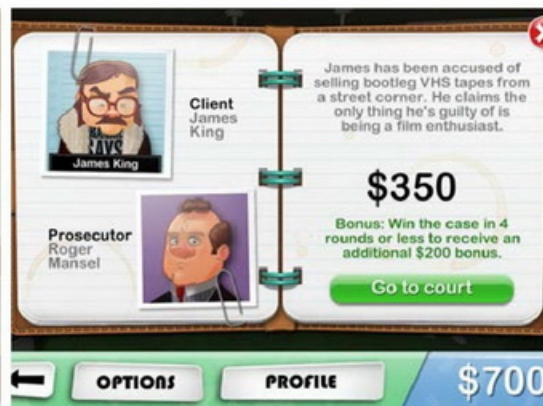 Client
James
King
SAYS
James King
Prosecutor
Roger
Mansel
James has been accused of
selling bootleg VHS tapes from
a street corner. He claims the
only thing he's guilty of is
being a film enthusiast.
$350
Bonus: Win the case in 4
rounds or less to receive an
additional $200 bonus.
Go to court
OPTIONS
PROFILE
$700